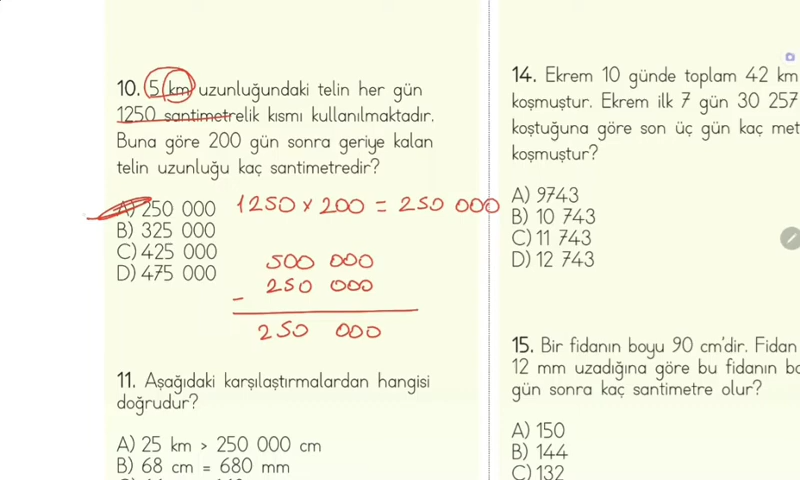 10. 5 km uzunluğundaki telin her gün
1250 santimetrelik kısmı kullanılmaktadır.
Buna göre 200 gün sonra geriye kalan
telin uzunluğu kaç santimetredir?
A) 250 000
B) 325 000
C) 425 000
D) 475 000
1250 x 200 = 250 000
500 000
250 000
-
250 000
11. Aşağıdaki karşılaştırmalardan hangisi
doğrudur?
A) 25 km > 250 000 cm
B) 68 cm = 680 mm
14. Ekrem 10 günde toplam 42 km
koşmuştur. Ekrem ilk 7 gün 30 257
koştuğuna göre son üç gün kaç met
koşmuştur?
A) 9743
B) 10 743
C) 11 743
D) 12 743
15. Bir fidanın boyu 90 cm'dir. Fidan
12 mm uzadığına göre bu fidanın bo
gün sonra kaç santimetre olur?
A) 150
B) 144
C) 132